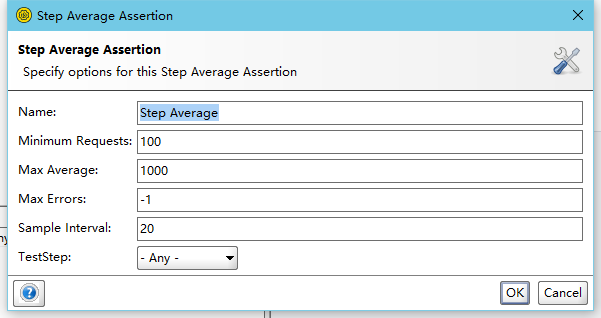 Step Average Assertion
Step Average Assertion
Specify options for this Step Average Assertion
Name: Step Average
Minimum Requests: 100
Max Average: 1000
Max Errors: -1
Sample Interval: 20
TestStep: - Any -
? OK Cancel